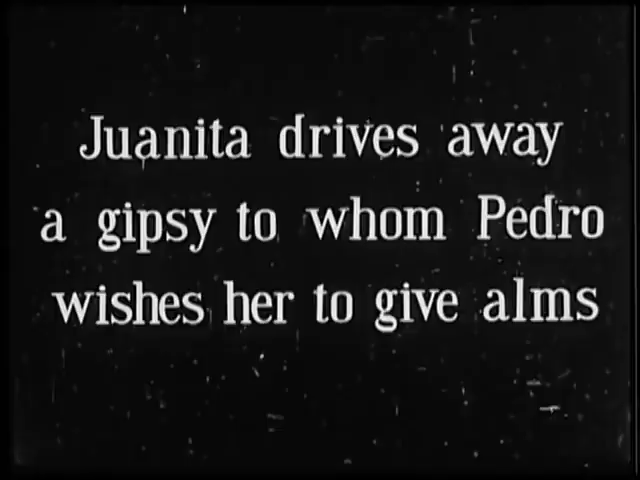 Juanita drives away
a gipsy to whom Pedro
wishes her to give alms